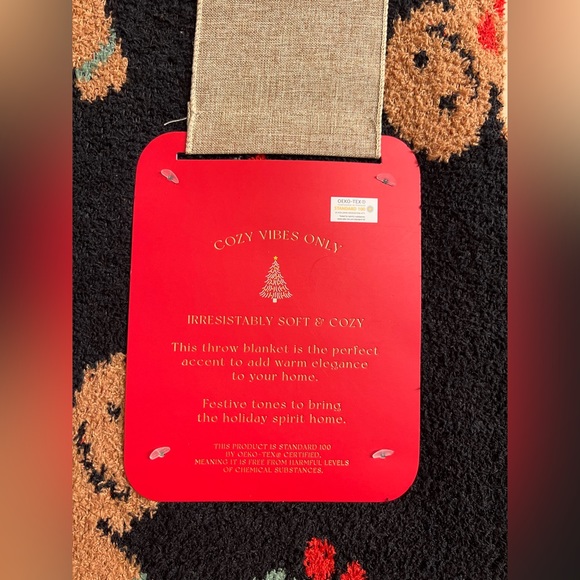 OEKO-TEX®
STANDARD 100
COZY VIBES ONLY
IRRESISTABLY SOFT & COZY
This throw blanket is the perfect
accent to add warm elegance
to your home.
Festive tones to bring
the holiday spirit home.
THIS PRODUCT IS STANDARD 100
BY OEKO-TEX® CERTIFIED,
MEANING IT IS FREE FROM HARMFUL LEVELS
OF CHEMICAL SUBSTANCES.